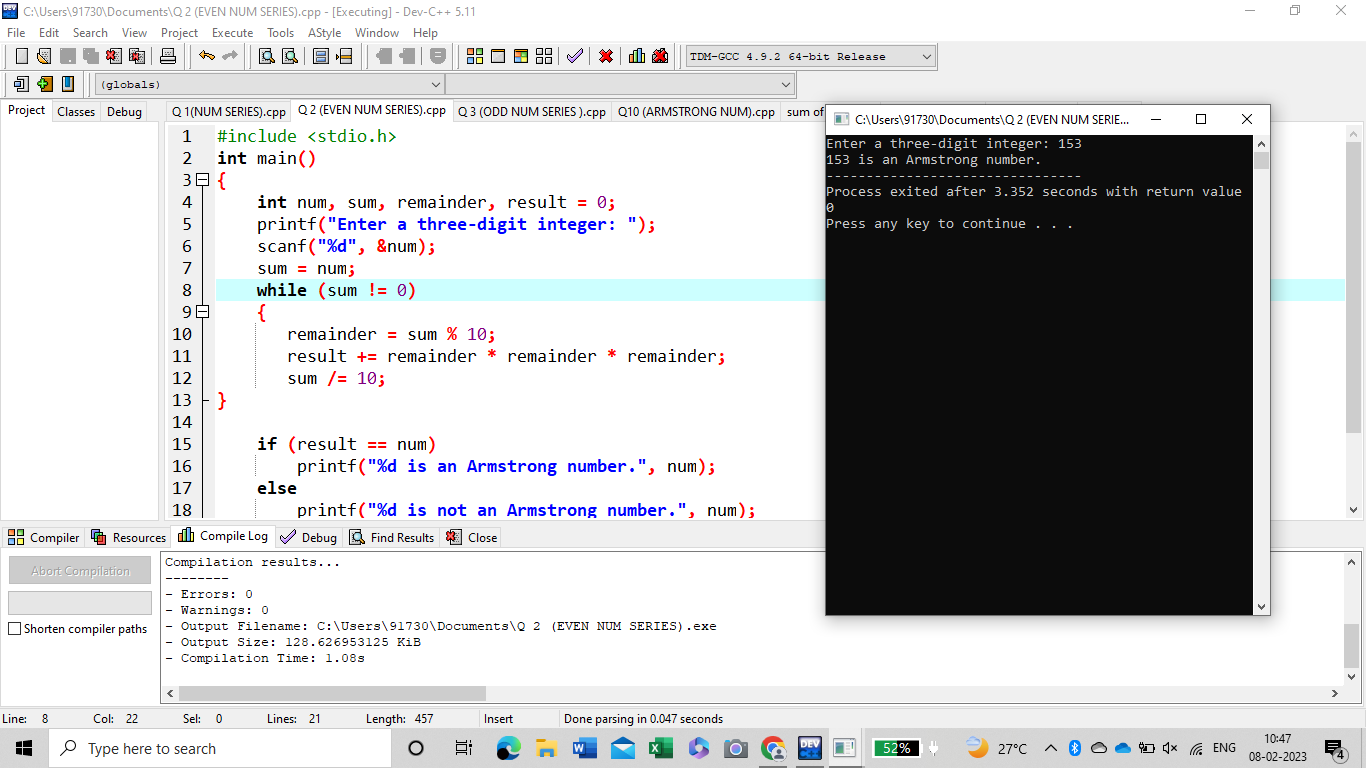 C:\Users\91730\Documents\Q 2 (EVEN NUM SERIES).cpp - [Executing] - Dev-C++ 5.11
File Edit Search View Project Execute Tools AStyle Window Help
TDM-GCC 4.9.2 64-bit Release
(globals)
Project Classes Debug
Q 1(NUM SERIES).cpp Q 2 (EVEN NUM SERIES).cpp Q 3 (ODD NUM SERIES ).cpp Q10 (ARMSTRONG NUM).cpp sum of
1 #include <stdio.h>
2 int main()
3 {
4 int num, sum, remainder, result = 0;
5 printf("Enter a three-digit integer: ");
6 scanf("%d", &num);
7 sum = num;
8 while (sum != 0)
9 {
10 remainder = sum % 10;
11 result += remainder * remainder * remainder;
12 sum /= 10;
13 }
14
15 if (result == num)
16 printf("%d is an Armstrong number.", num);
17 else
18 printf("%d is not an Armstrong number.", num);
C:\Users\91730\Documents\Q 2 (EVEN NUM SERIE...
Enter a three-digit integer: 153
153 is an Armstrong number.
--------------------------------
Process exited after 3.352 seconds with return value
0
Press any key to continue . . .
Compiler Resources Compile Log Debug Find Results Close
Abort Compilation
Shorten compiler paths
Compilation results...
--------
- Errors: 0
- Warnings: 0
- Output Filename: C:\Users\91730\Documents\Q 2 (EVEN NUM SERIES).exe
- Output Size: 128.626953125 KiB
- Compilation Time: 1.08s
Line: 8 Col: 22 Sel: 0 Lines: 21 Length: 457 Insert Done parsing in 0.047 seconds
Type here to search
DEV
52%
27°C
ENG
10:47
08-02-2023
4